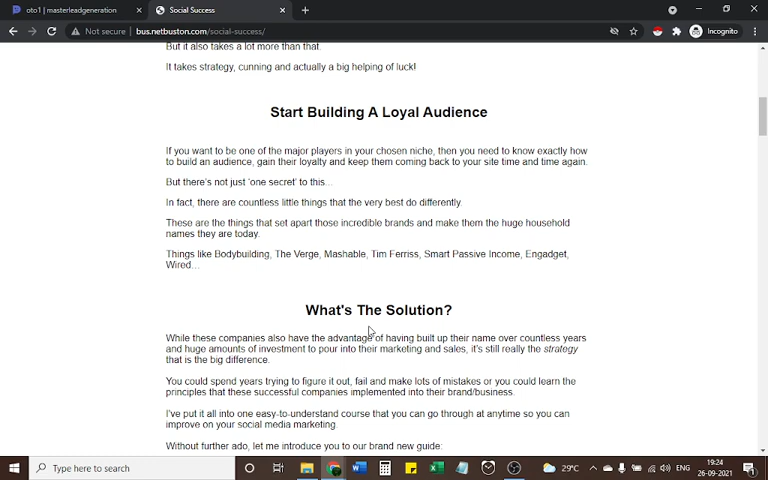 oto1 | masterleadgeneration
Social Success
Not secure | bus.netbuston.com/social-success/
Incognito
But it also takes a lot more than that.
It takes strategy, cunning and actually a big helping of luck!
Start Building A Loyal Audience
If you want to be one of the major players in your chosen niche, then you need to know exactly how
to build an audience, gain their loyalty and keep them coming back to your site time and time again.
But there's not just 'one secret' to this...
In fact, there are countless little things that the very best do differently.
These are the things that set apart those incredible brands and make them the huge household
names they are today.
Things like Bodybuilding, The Verge, Mashable, Tim Ferriss, Smart Passive Income, Engadget,
Wired...
What's The Solution?
While these companies also have the advantage of having built up their name over countless years
and huge amounts of investment to pour into their marketing and sales, it's still really the strategy
that is the big difference.
You could spend years trying to figure it out, fail and make lots of mistakes or you could learn the
principles that these successful companies implemented into their brand/business.
I've put it all into one easy-to-understand course that you can go through at anytime so you can
improve on your social media marketing.
Without further ado, let me introduce you to our brand new guide:
Type here to search
29°C
ENG
19:24
26-09-2021
1